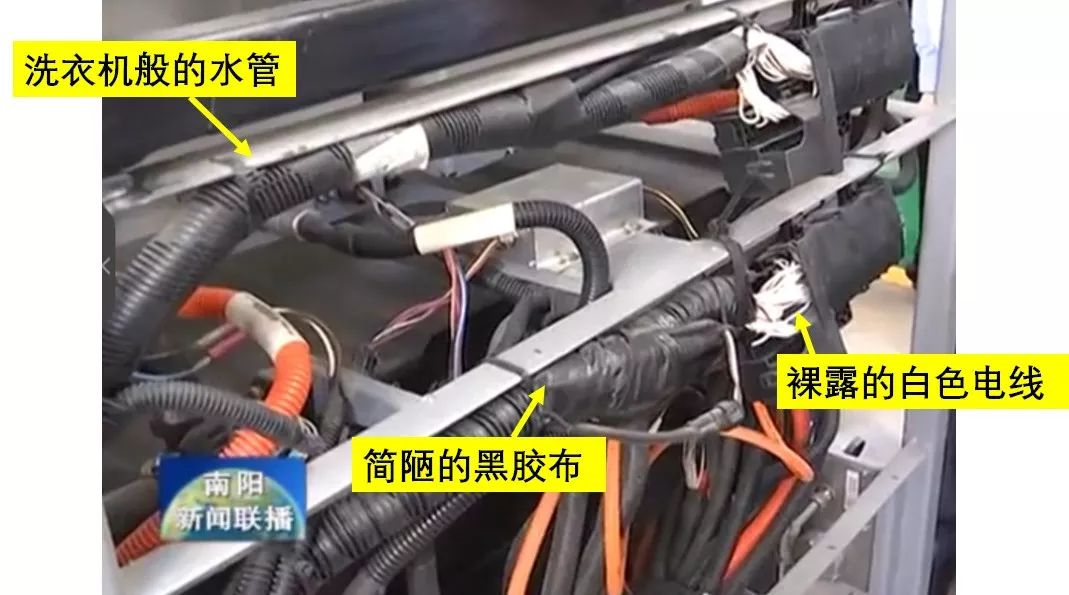 洗衣机般的水管
裸露的白色电线
简陋的黑胶布
南阳
新闻联播